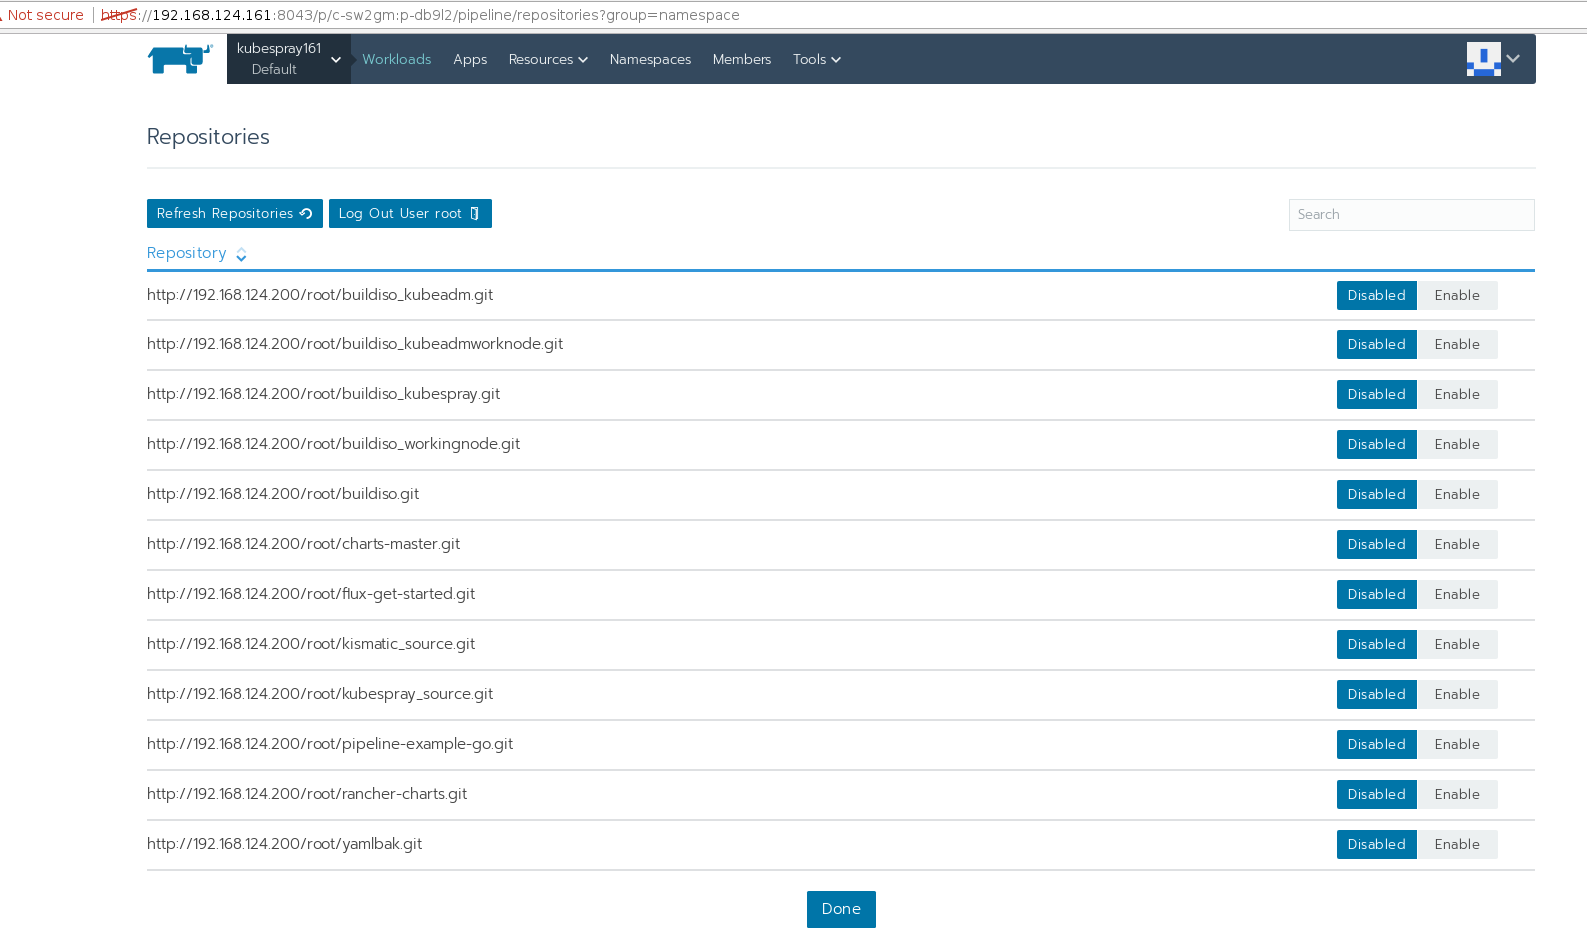 Not secure | https://192.168.124.161:8043/p/c-sw2gm:p-db9l2/pipeline/repositories?group=namespace
kubespray161
Default
Workloads Apps Resources Namespaces Members Tools
Repositories
Refresh Repositories Log Out User root Search
Repository
http://192.168.124.200/root/buildiso_kubeadm.git Disabled Enable
http://192.168.124.200/root/buildiso_kubeadmworknode.git Disabled Enable
http://192.168.124.200/root/buildiso_kubespray.git Disabled Enable
http://192.168.124.200/root/buildiso_workingnode.git Disabled Enable
http://192.168.124.200/root/buildiso.git Disabled Enable
http://192.168.124.200/root/charts-master.git Disabled Enable
http://192.168.124.200/root/flux-get-started.git Disabled Enable
http://192.168.124.200/root/kismatic_source.git Disabled Enable
http://192.168.124.200/root/kubespray_source.git Disabled Enable
http://192.168.124.200/root/pipeline-example-go.git Disabled Enable
http://192.168.124.200/root/rancher-charts.git Disabled Enable
http://192.168.124.200/root/yamlbak.git Disabled Enable
Done